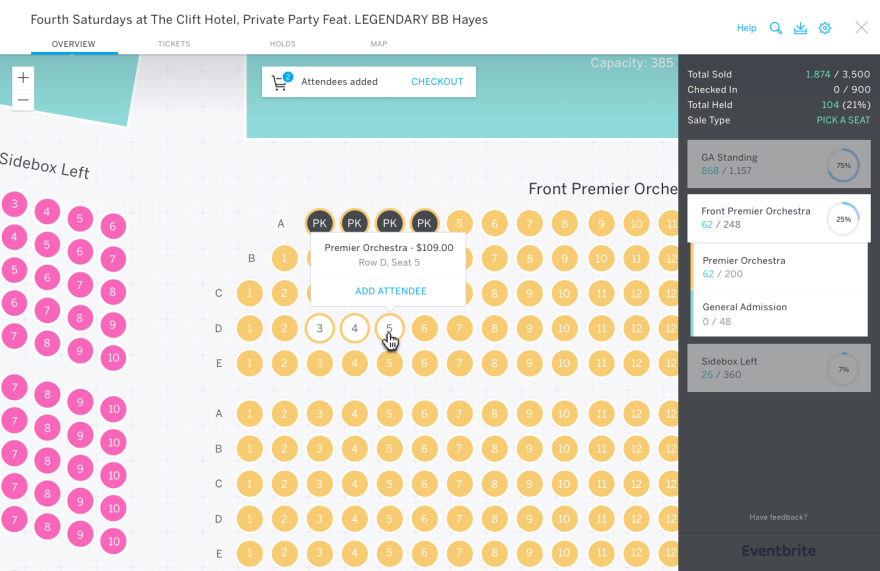 Fourth Saturdays at The Clift Hotel, Private Party Feat. LEGENDARY BB Hayes
Help
OVERVIEW TICKETS HOLDS MAP
+
−
Capacity: 385
2
Attendees added CHECKOUT
Total Sold 1,874 / 3,500
Checked In 0 / 900
Total Held 104 (21%)
Sale Type PICK A SEAT
GA Standing
868 / 1,157
75%
Front Premier Orchestra
62 / 248
25%
Premier Orchestra
62 / 200
General Admission
0 / 48
Sidebox Left
26 / 360
7%
Have feedback?
Eventbrite
Sidebox Left
3 4 5 6
4 5 6 7
5 6 7 8
6 7 8 9
7 8 9 10
7 8 9 10
7 8 9 10
7 8 9 10
7 8 9 10
7 8 9 10
Front Premier Orche
A PK PK PK PK 5 6 7 8 9 10 11
B 1 7 8 9 10 11 12
Premier Orchestra - $109.00
Row D, Seat 5
ADD ATTENDEE
C 1 2 8 9 10 11 12 12
D 1 2 3 4 5 6 7 8 9 10 11 12 12
E 1 2 3 4 5 6 7 8 9 10 11 12 12
A 1 2 3 4 5 6 7 8 9 10 11 12 12
B 1 2 3 4 5 6 7 8 9 10 11 12 12
C 1 2 3 4 5 6 7 8 9 10 11 12 12
D 1 2 3 4 5 6 7 8 9 10 11 12 12
E 1 2 3 4 5 6 7 8 9 10 11 12 12